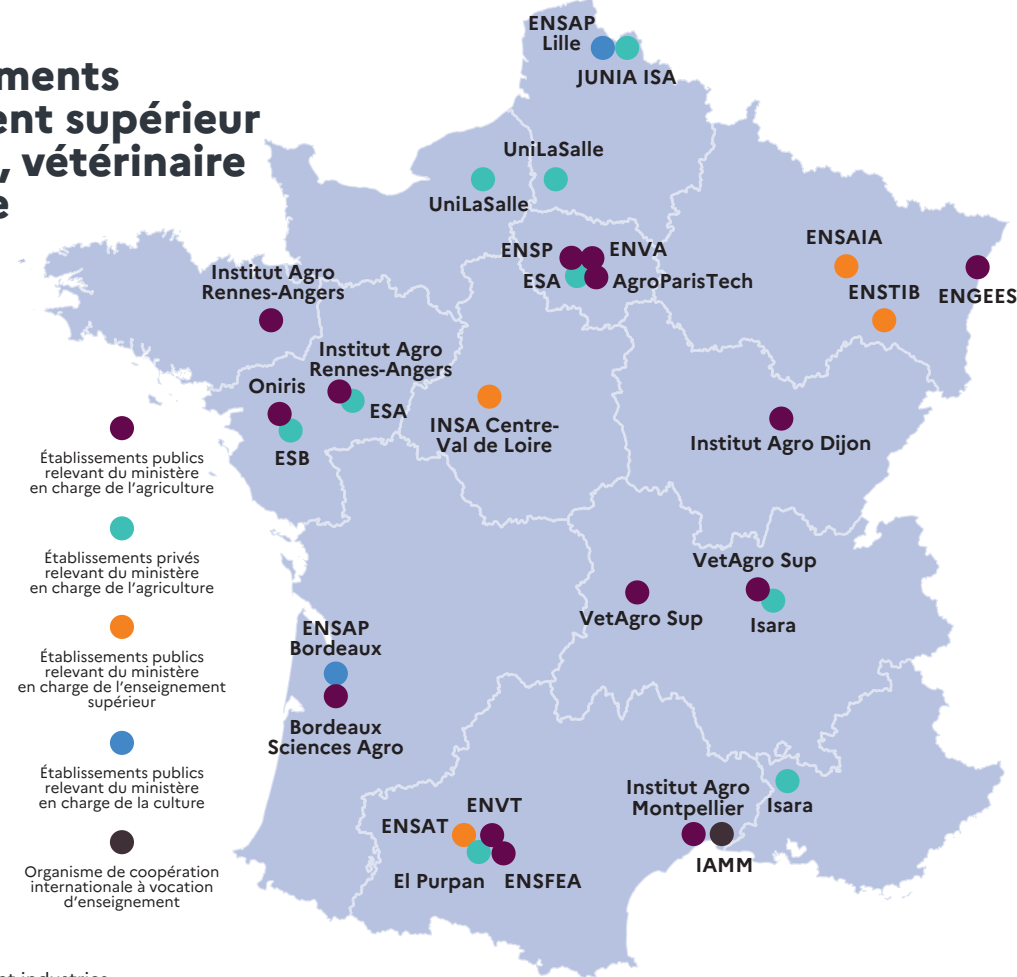 ments
ent supérieur
, vétérinaire
e
ENSAP
Lille
JUNIA ISA
UniLaSalle
UniLaSalle
ENSP
ENVA
ESA
AgroParisTech
ENSAIA
ENSTIB
ENGEES
Institut Agro
Rennes-Angers
Institut Agro
Rennes-Angers
Oniris
ESA
ESB
INSA Centre-
Val de Loire
Institut Agro Dijon
VetAgro Sup
VetAgro Sup
Isara
ENSAP
Bordeaux
Bordeaux
Sciences Agro
Institut Agro
Montpellier
Isara
IAMM
ENVT
ENSAT
El Purpan
ENSFEA
Établissements publics
relevant du ministère
en charge de l'agriculture
Établissements privés
relevant du ministère
en charge de l'agriculture
Établissements publics
relevant du ministère
en charge de l'enseignement
supérieur
Établissements publics
relevant du ministère
en charge de la culture
Organisme de coopération
internationale à vocation
d'enseignement